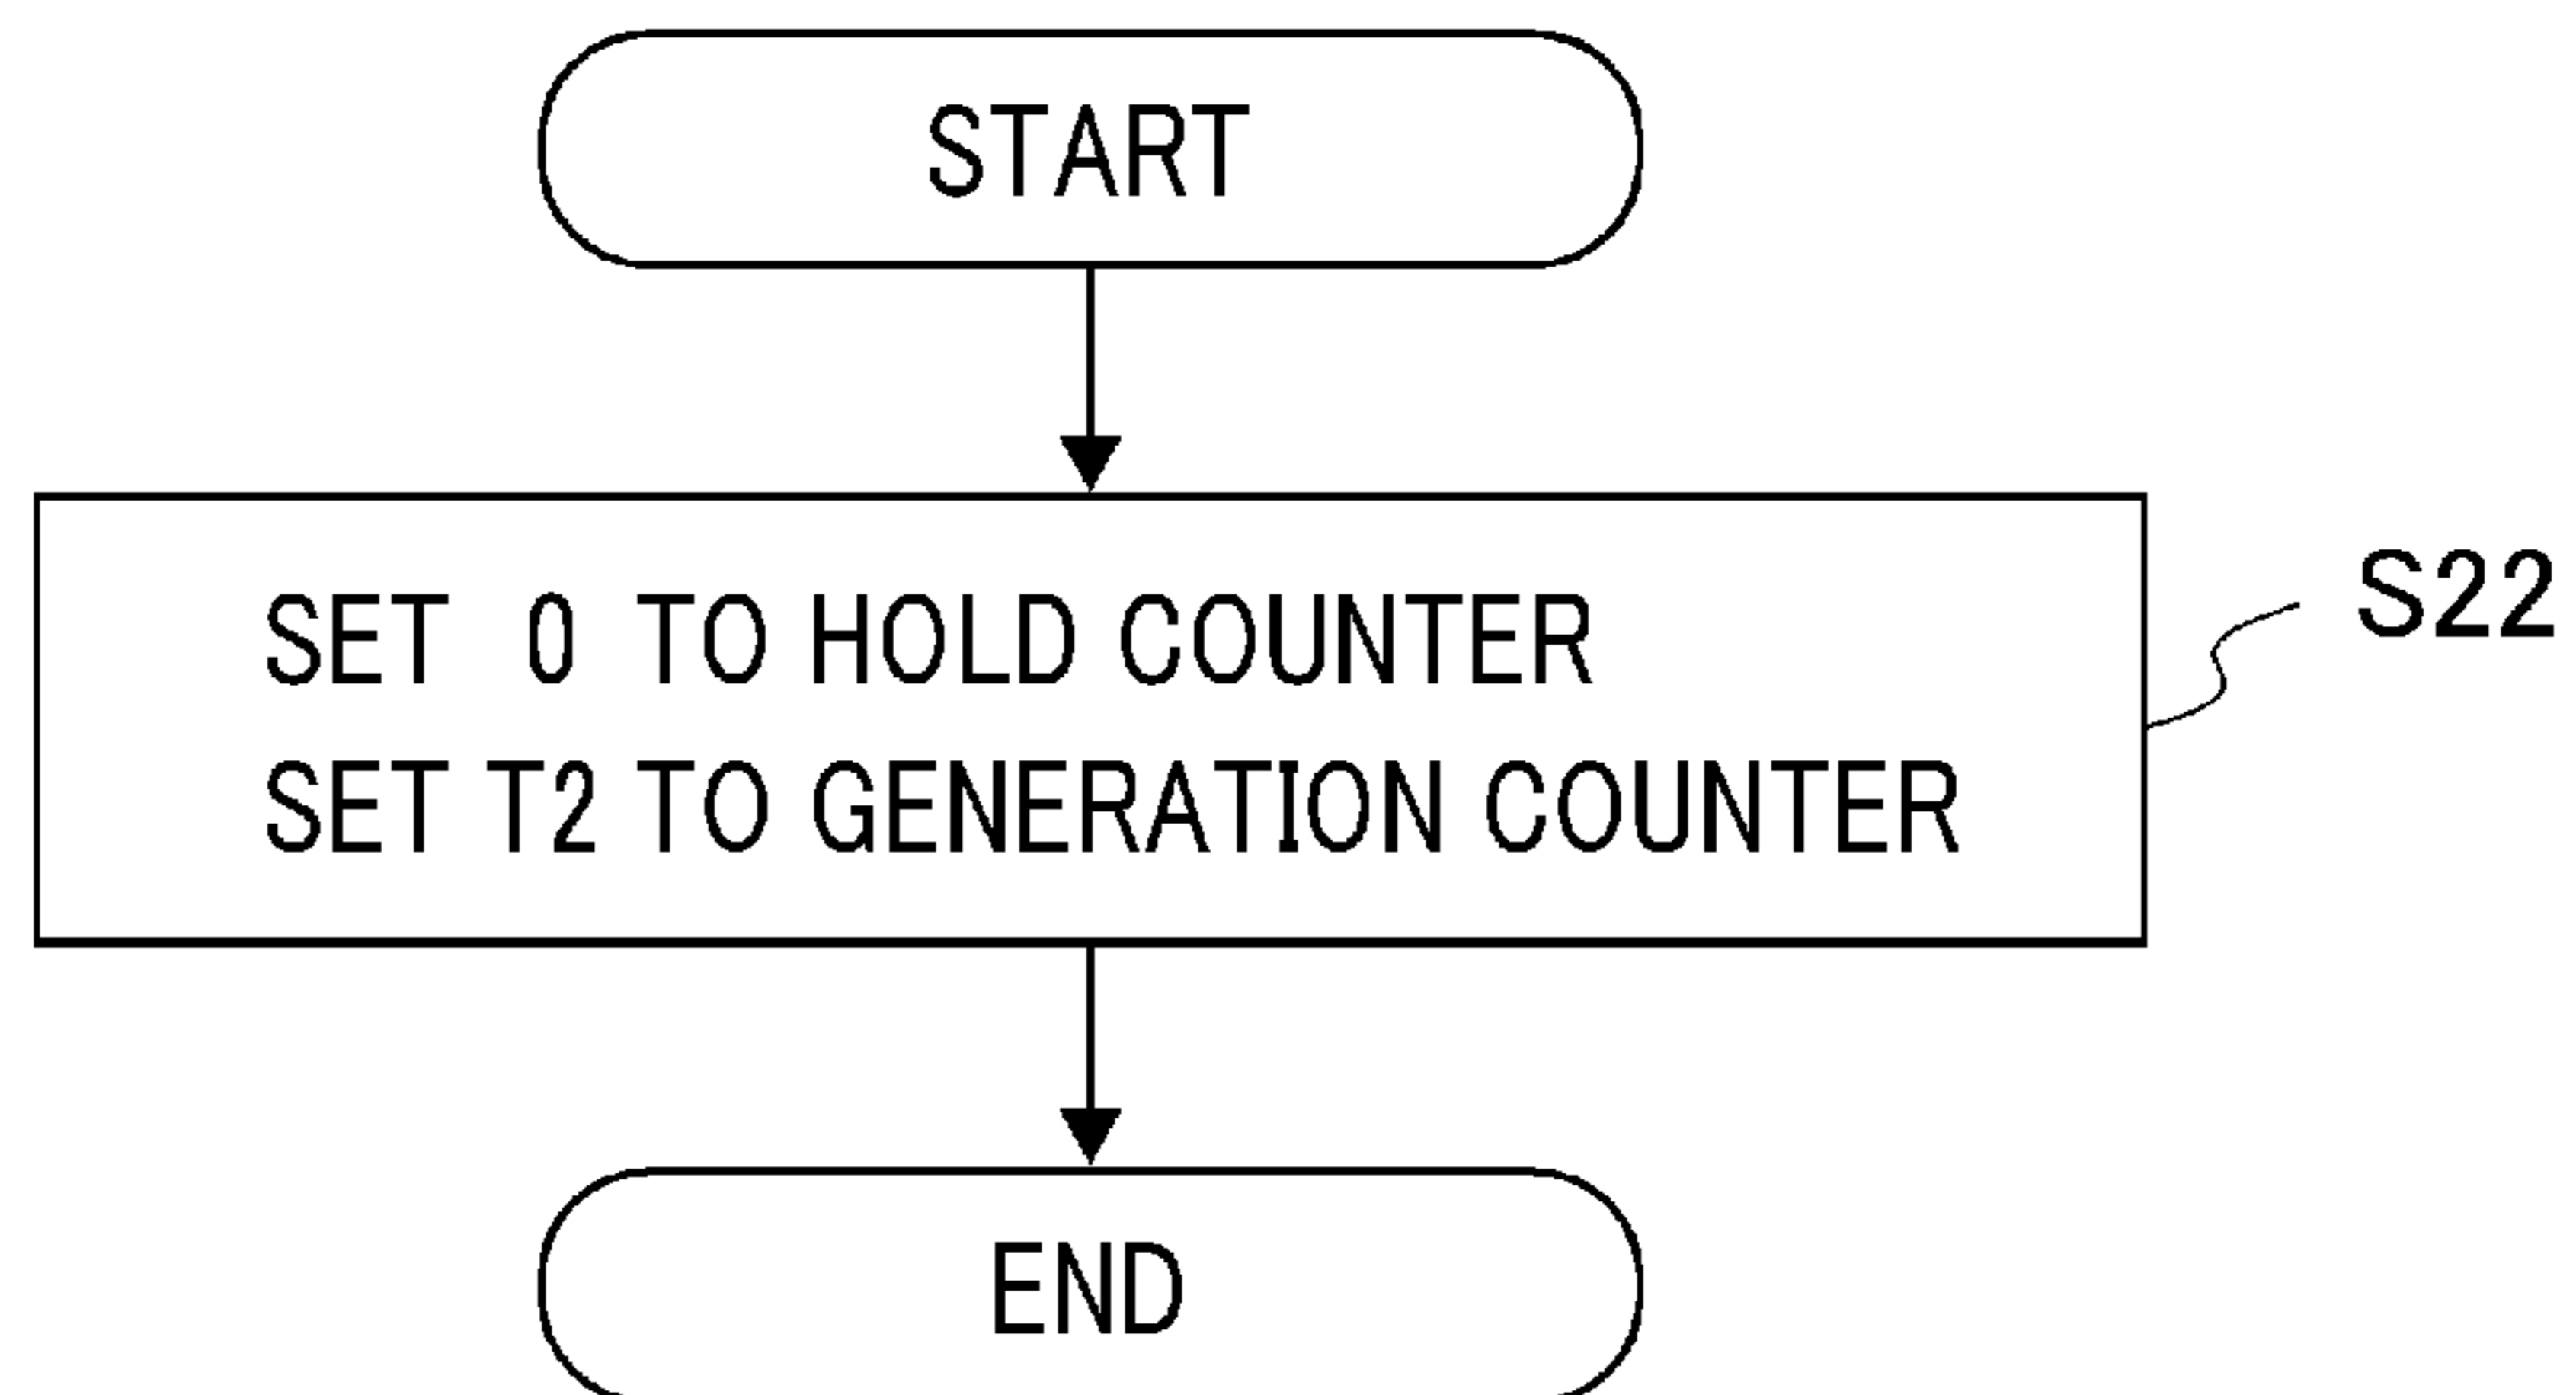 START
SET 0 TO HOLD COUNTER
SET T2 TO GENERATION COUNTER
S22
END